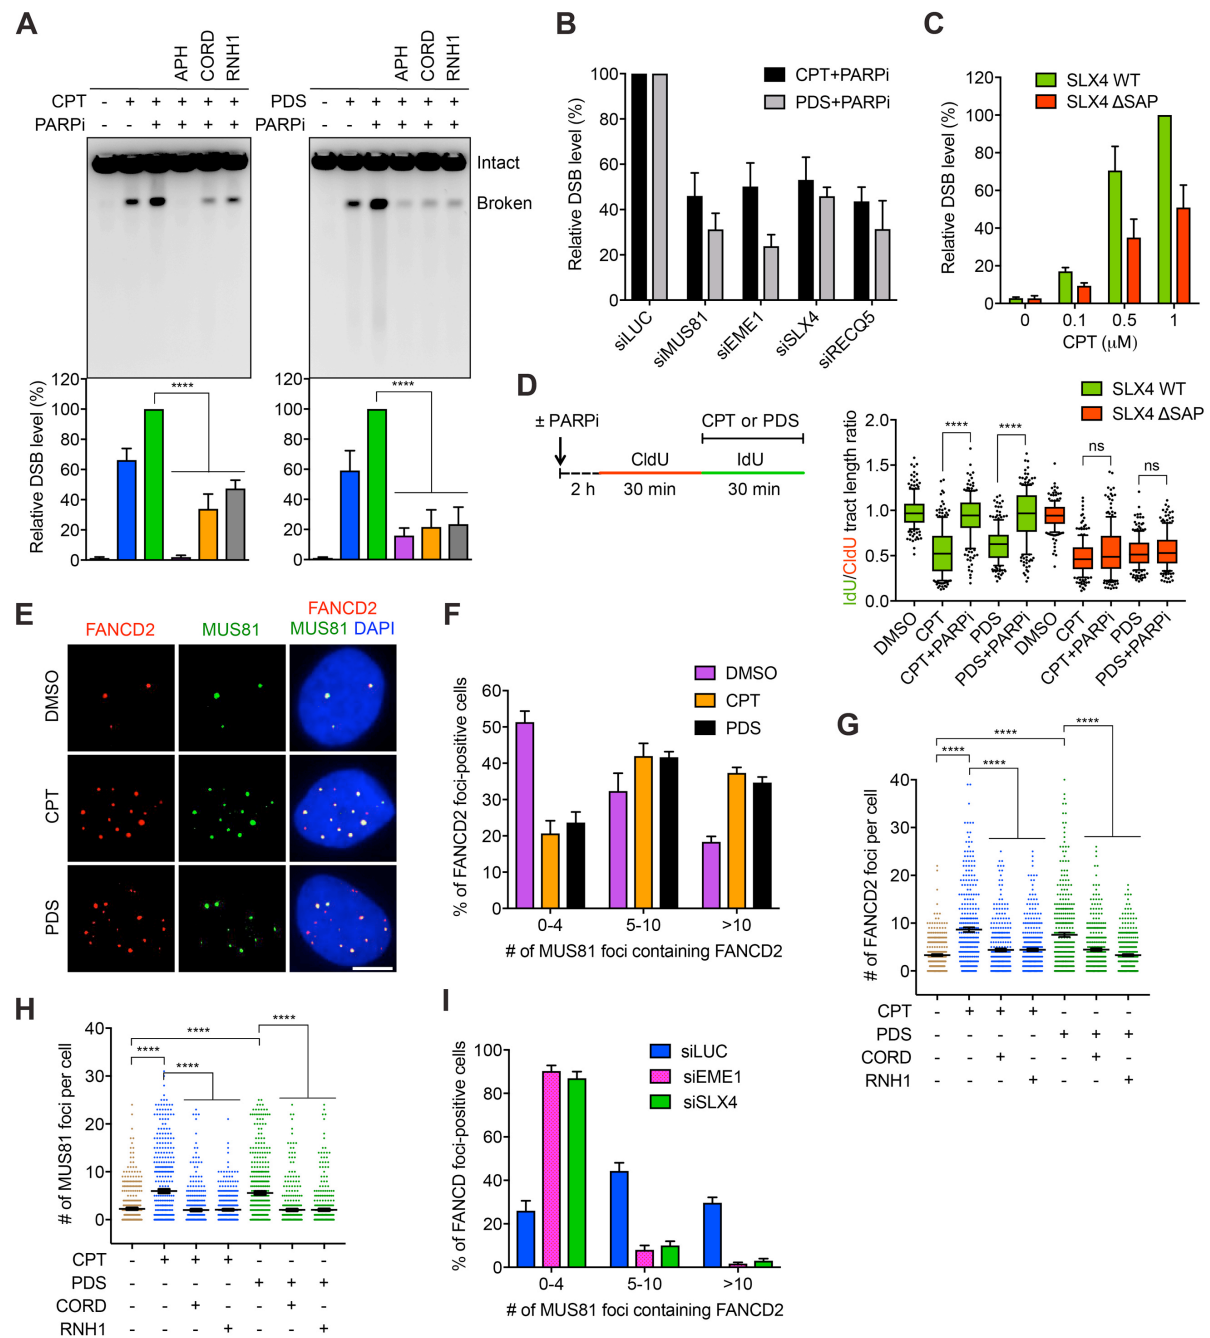 A
APH
CORD
RNH1
CPT - + + + + +
PARPi - - + + + +
APH
CORD
RNH1
PDS - + + + + +
PARPi - - + + + +
Intact
Broken
Relative DSB level (%)
120
100
80
60
40
20
0
****
120
100
80
60
40
20
0
****
B
Relative DSB level (%)
100
80
60
40
20
0
CPT+PARPi
PDS+PARPi
siLUC
siMUS81
siEME1
siSLX4
siRECQ5
C
Relative DSB level (%)
120
100
80
60
40
20
0
SLX4 WT
SLX4 ΔSAP
0 0.1 0.5 1
CPT (µM)
D
± PARPi
CPT or PDS
CldU IdU
2 h 30 min 30 min
SLX4 WT
SLX4 ΔSAP
IdU/CldU tract length ratio
2.0
1.5
1.0
0.5
0.0
**** **** ns ns
DMSO
CPT
CPT+PARPi
PDS
PDS+PARPi
DMSO
CPT
CPT+PARPi
PDS
PDS+PARPi
E
FANCD2 MUS81 FANCD2
MUS81 DAPI
DMSO
CPT
PDS
F
% of FANCD2 foci-positive cells
60
50
40
30
20
10
0
DMSO
CPT
PDS
0-4 5-10 >10
# of MUS81 foci containing FANCD2
G
# of FANCD2 foci per cell
40
30
20
10
0
****
****
****
****
CPT - + + + - - -
PDS - - - - + + +
CORD - - + - - + -
RNH1 - - - + - - +
H
# of MUS81 foci per cell
40
30
20
10
0
****
****
****
****
CPT - + + + - - -
PDS - - - - + + +
CORD - - + - - + -
RNH1 - - - + - - +
I
% of FANCD foci-positive cells
100
80
60
40
20
0
siLUC
siEME1
siSLX4
0-4 5-10 >10
# of MUS81 foci containing FANCD2